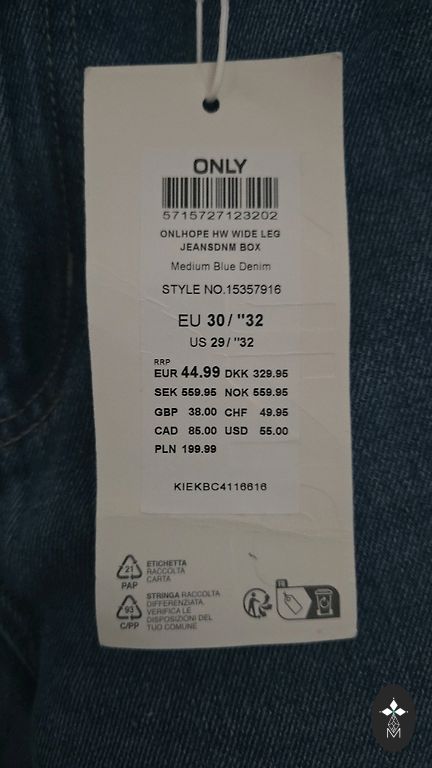 ONLY
5715727123202
ONLHOPE HW WIDE LEG
JEANSDNM BOX
Medium Blue Denim
STYLE NO.15357916
EU 30/"32
US 29/"32
RRP
EUR 44.99 DKK 329.95
SEK 559.95 NOK 559.95
GBP 38.00 CHF 49.95
CAD 85.00 USD 55.00
PLN 199.99
KIEKBC4116616
21
PAP
ETICHETTA
RACCOLTA
CARTA
93
C/PP
STRINGA RACCOLTA
DIFFERENZIATA.
VERIFICA LE
DISPOSIZIONI DEL
TUO COMUNE
FR
M